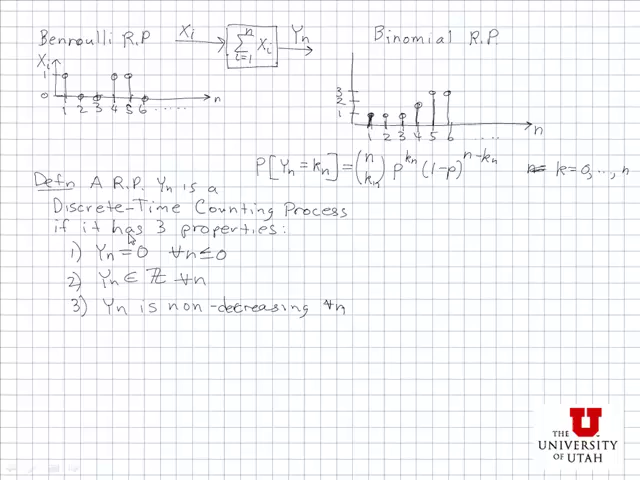 Benroulli R.P Xi → ∑_{i=1}^{n} Xi → Yn Binomial R.P.
Xi
1
0
1 2 3 4 5 6 ...... n
3
2
1
1 2 3 4 5 6 ... n
P[Yn = kn] = (n kn) p^{kn} (1-p)^{n-kn} k = 0, ..., n
Defn A R.P. Yn is a
Discrete-Time Counting Process
if it has 3 properties:
1) Yn = 0 ∀n ≤ 0
2) Yn ∈ ℤ ∀n
3) Yn is non-decreasing ∀n
U
THE
UNIVERSITY
OF UTAH